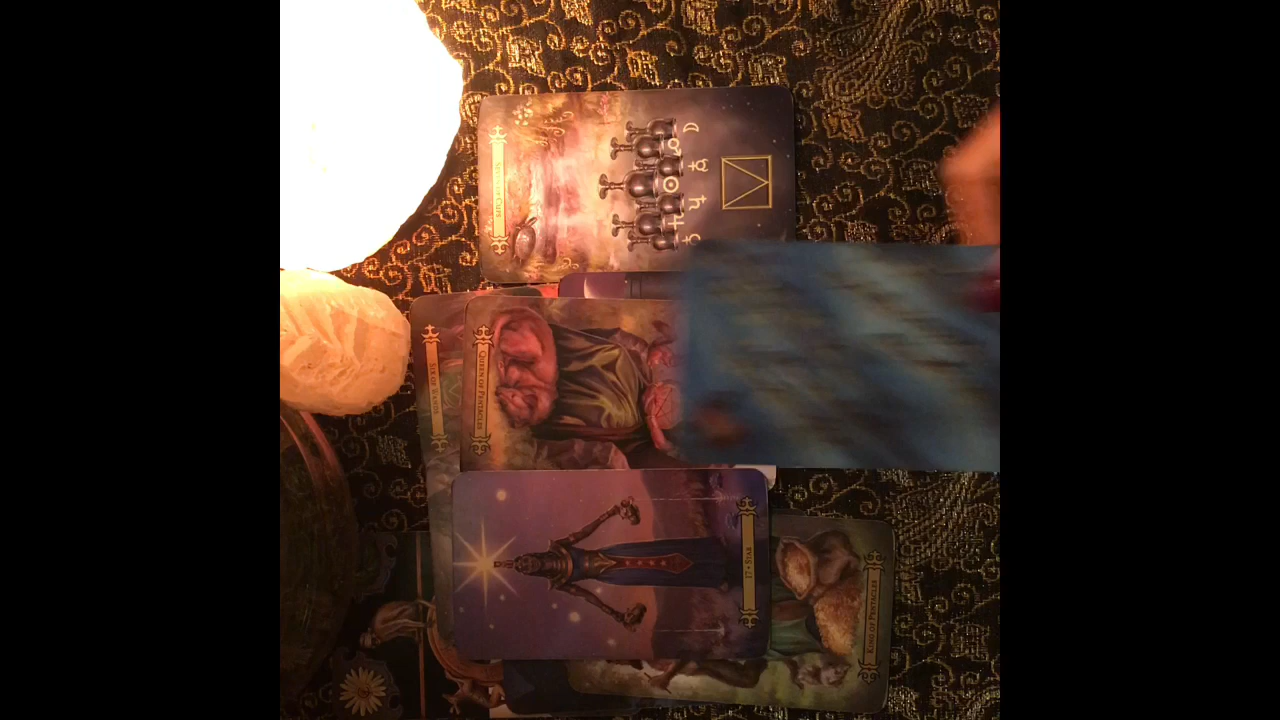 SEVEN OF CUPS
SIX OF WANDS
QUEEN OF PENTACLES
17 • STAR
KING OF PENTACLES